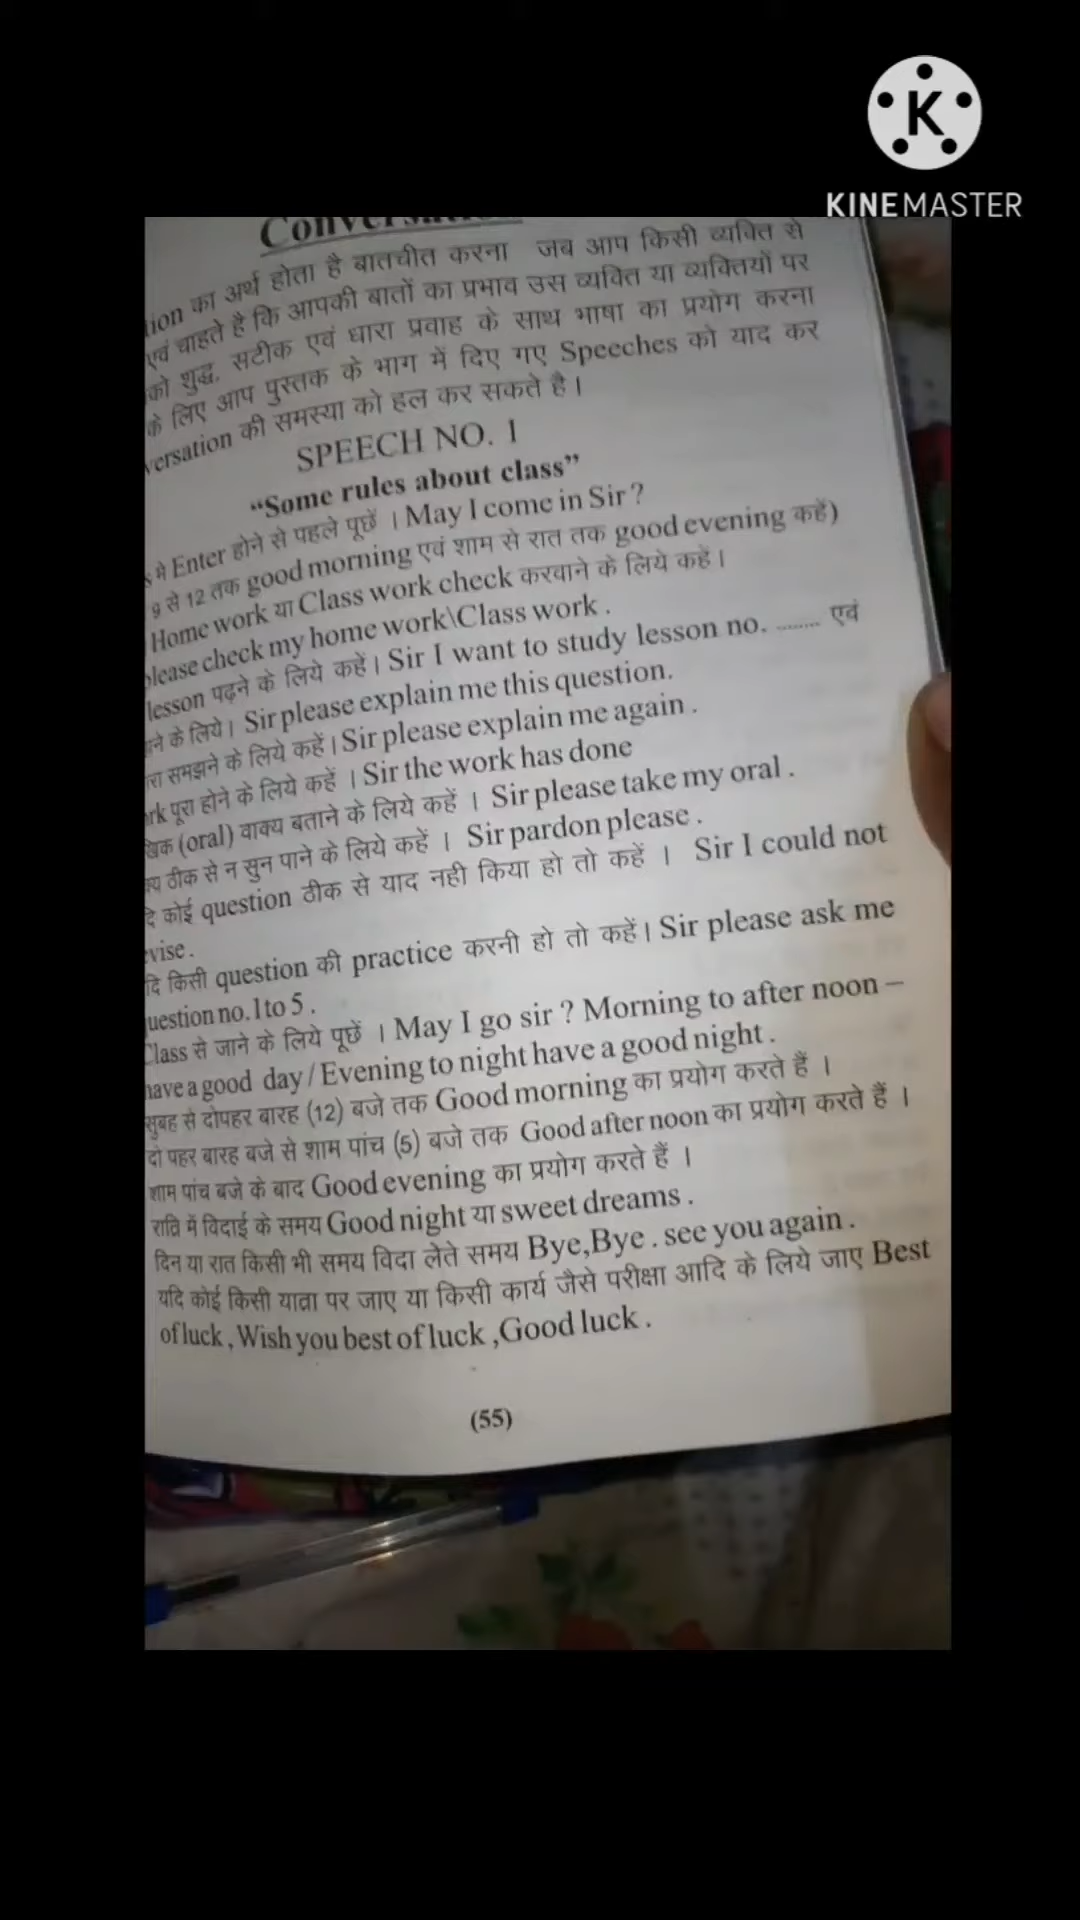 KINEMASTER
का अर्थ होता है बातचीत करना जब आप किसी व्यक्ति से
एवं चाहते है कि आपकी बातों का प्रभाव उस व्यक्ति या व्यक्तियों पर
को शुद्ध, सटीक एवं धारा प्रवाह के साथ भाषा का प्रयोग करना
के लिए आप पुस्तक के भाग में दिए गए Speeches को याद कर
की समस्या को हल कर सकते है।
SPEECH NO. 1
“Some rules about class”
मे Enter होने से पहले पूछें । May I come in Sir ?
9 से 12 तक good morning एवं शाम से रात तक good evening कहें)
Home work या Class work check करवाने के लिये कहें।
check my home work\Class work .
lesson पढ़ने के लिये कहें। Sir I want to study lesson no. ........ एवं
के लिये। Sir please explain me this question.
समझने के लिये कहें। Sir please explain me again .
पूरा होने के लिये कहें । Sir the work has done
(oral) वाक्य बताने के लिये कहें । Sir please take my oral .
ठीक से न सुन पाने के लिये कहें । Sir pardon please .
कोई question ठीक से याद नही किया हो तो कहें । Sir I could not
किसी question की practice करनी हो तो कहें। Sir please ask me
no. 1 to 5 .
Class से जाने के लिये पूछें । May I go sir ? Morning to after noon –
have a good day / Evening to night have a good night .
सुबह से दोपहर बारह (12) बजे तक Good morning का प्रयोग करते हैं ।
दो पहर बारह बजे से शाम पांच (5) बजे तक Good after noon का प्रयोग करते हैं ।
शाम पांच बजे के बाद Good evening का प्रयोग करते हैं ।
रात्रि में विदाई के समय Good night या sweet dreams .
दिन या रात किसी भी समय विदा लेते समय Bye,Bye . see you again .
यदि कोई किसी यात्रा पर जाए या किसी कार्य जैसे परीक्षा आदि के लिये जाए Best
of luck , Wish you best of luck ,Good luck .
(55)